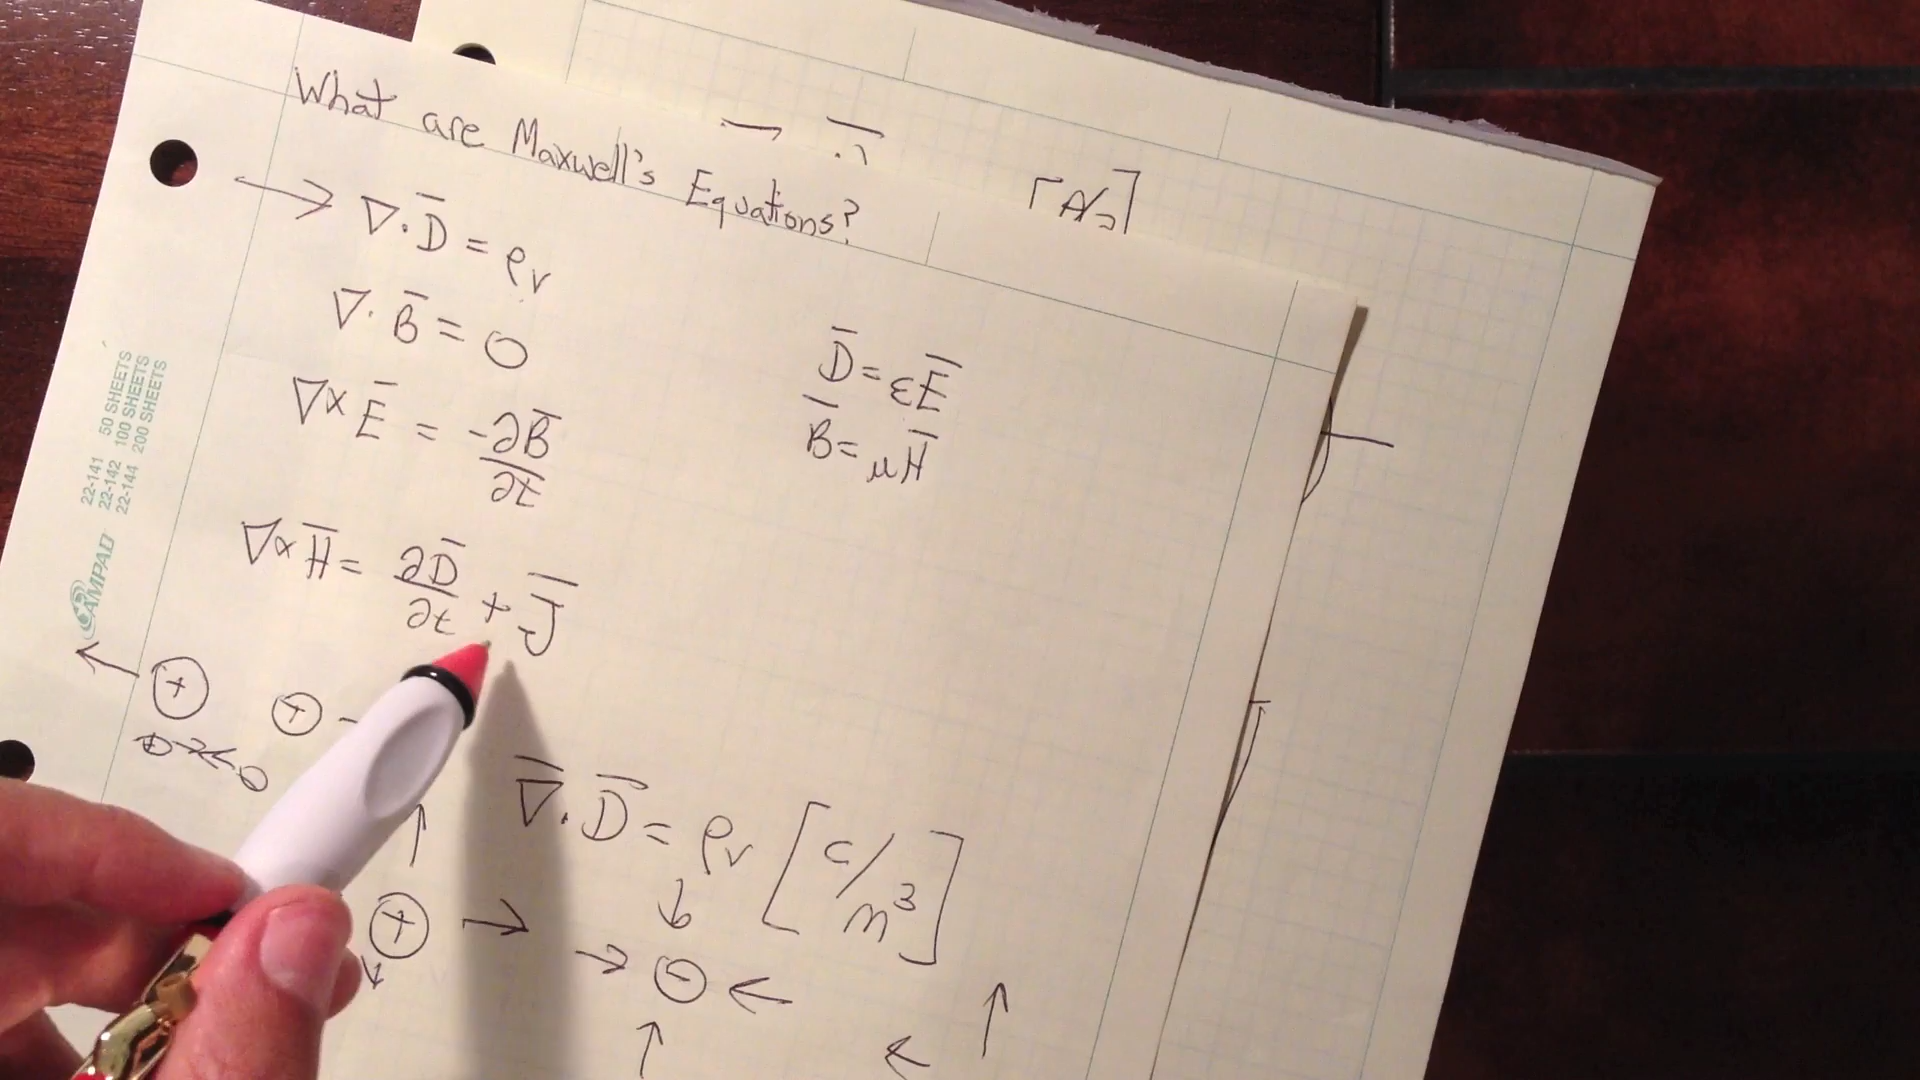 What are Maxwell's Equations?
[A/
→ ∇·D̅ = ρv
∇·B̅ = 0
∇×E̅ = -∂B̅/∂t
∇×H̅ = ∂D̅/∂t + J̅
D̅ = εE̅
B̅ = μH̅
22-141 50 SHEETS
22-142 100 SHEETS
22-144 200 SHEETS
AMPAD
← ⊕ ⊕ -
∇̅·D̅ = ρv [C/m³]
⊕ → → ⊖ ←